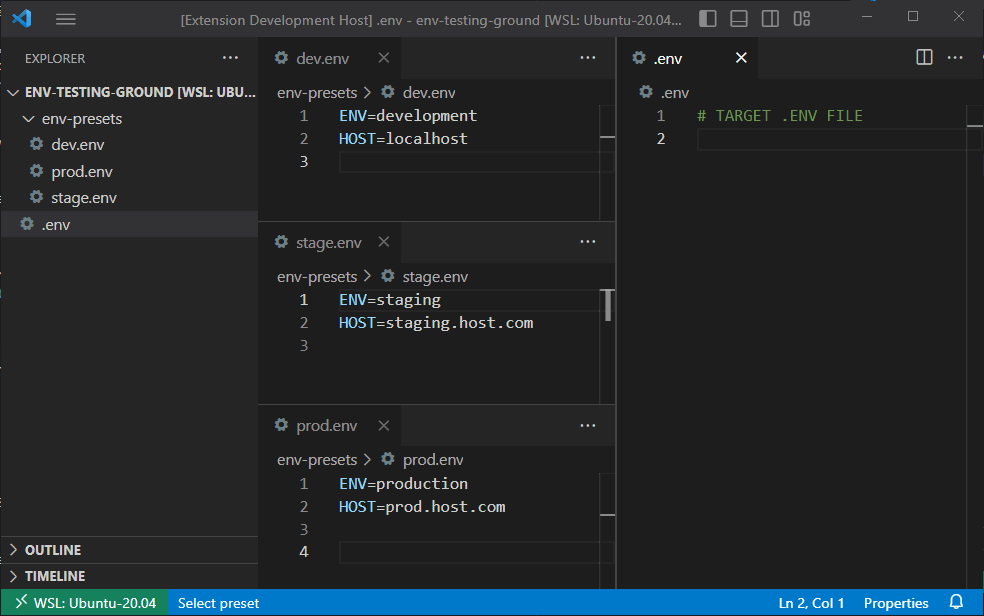 [Extension Development Host] .env - env-testing-ground [WSL: Ubuntu-20.04...
EXPLORER
ENV-TESTING-GROUND [WSL: UBU...
env-presets
dev.env
prod.env
stage.env
.env
OUTLINE
TIMELINE
dev.env
env-presets > dev.env
1 ENV=development
2 HOST=localhost
3
stage.env
env-presets > stage.env
1 ENV=staging
2 HOST=staging.host.com
3
prod.env
env-presets > prod.env
1 ENV=production
2 HOST=prod.host.com
3
4
.env
.env
1 # TARGET .ENV FILE
2
WSL: Ubuntu-20.04 Select preset Ln 2, Col 1 Properties